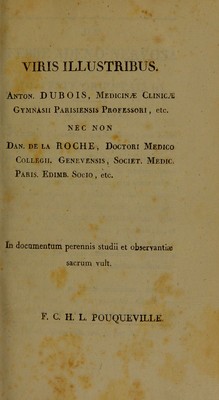 VIRIS ILLUSTRIBUS.
ANTON. DUBOIS, MEDICINÆ CLINICÆ
GYMNASII PARISIENSIS PROFESSORI, etc.
NEC NON
DAN. DE LA ROCHE, DOCTORI MEDICO
COLLEGII, GENEVENSIS, SOCIET. MEDIC.
PARIS. EDIMB. SOCIO, etc.
In documentum perennis studii et observantiæ
sacrum vult.
F. C. H. L. POUQUEVILLE.